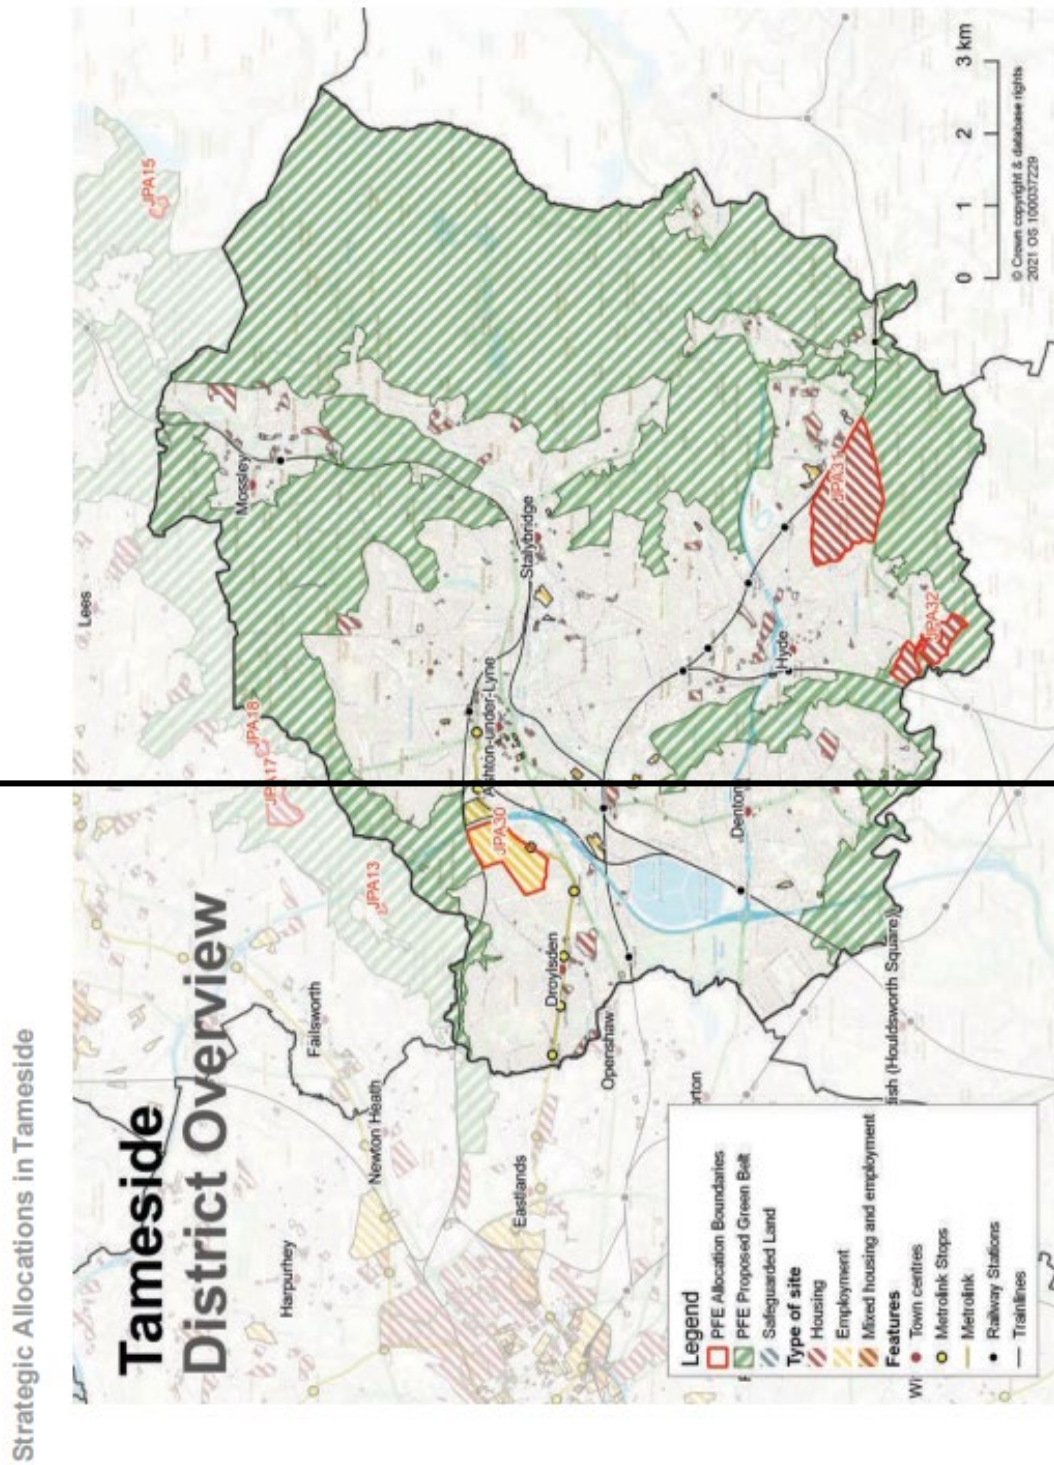 Strategic Allocations in Tameside
Tameside
District Overview
Lees
JPA15
JPA18
JPA17
JPA13
Mossley
Stalybridge
Ashton-under-Lyne
JPA30
Failsworth
Newton Heath
Harpurhey
Droylsden
Openshaw
Eastlands
JPA31
JPA32
Hyde
Denton
dish (Houldsworth Square)
orton
Legend
PFE Allocation Boundaries
PFE Proposed Green Belt
Safeguarded Land
Type of site
Housing
Employment
Mixed housing and employment
Features
Town centres
Metrolink Stops
Metrolink
Railway Stations
Trainlines
Wi
0 1 2 3 km
© Crown copyright & database rights
2021 OS 100037229